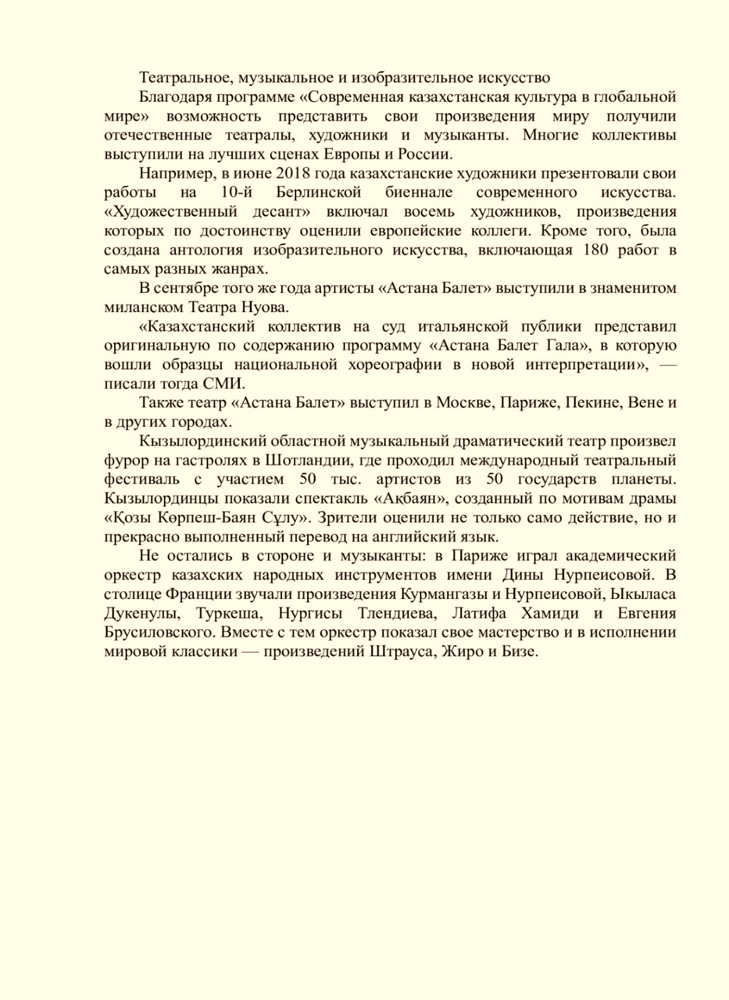 Театральное, музыкальное и изобразительное искусство
Благодаря программе «Современная казахстанская культура в глобальной
мире» возможность представить свои произведения миру получили
отечественные театралы, художники и музыканты. Многие коллективы
выступили на лучших сценах Европы и России.
Например, в июне 2018 года казахстанские художники презентовали свои
работы на 10-й Берлинской биеннале современного искусства.
«Художественный десант» включал восемь художников, произведения
которых по достоинству оценили европейские коллеги. Кроме того, была
создана антология изобразительного искусства, включающая 180 работ в
самых разных жанрах.
В сентябре того же года артисты «Астана Балет» выступили в знаменитом
миланском Театра Нуова.
«Казахстанский коллектив на суд итальянской публики представил
оригинальную по содержанию программу «Астана Балет Гала», в которую
вошли образцы национальной хореографии в новой интерпретации», —
писали тогда СМИ.
Также театр «Астана Балет» выступил в Москве, Париже, Пекине, Вене и
в других городах.
Кызылординский областной музыкальный драматический театр произвел
фурор на гастролях в Шотландии, где проходил международный театральный
фестиваль с участием 50 тыс. артистов из 50 государств планеты.
Кызылординцы показали спектакль «Ақбаян», созданный по мотивам драмы
«Қозы Көрпеш-Баян Сұлу». Зрители оценили не только само действие, но и
прекрасно выполненный перевод на английский язык.
Не остались в стороне и музыканты: в Париже играл академический
оркестр казахских народных инструментов имени Дины Нурпеисовой. В
столице Франции звучали произведения Курмангазы и Нурпеисовой, Ыкыласа
Дукенулы, Туркеша, Нургисы Тлендиева, Латифа Хамиди и Евгения
Брусиловского. Вместе с тем оркестр показал свое мастерство и в исполнении
мировой классики — произведений Штрауса, Жиро и Бизе.